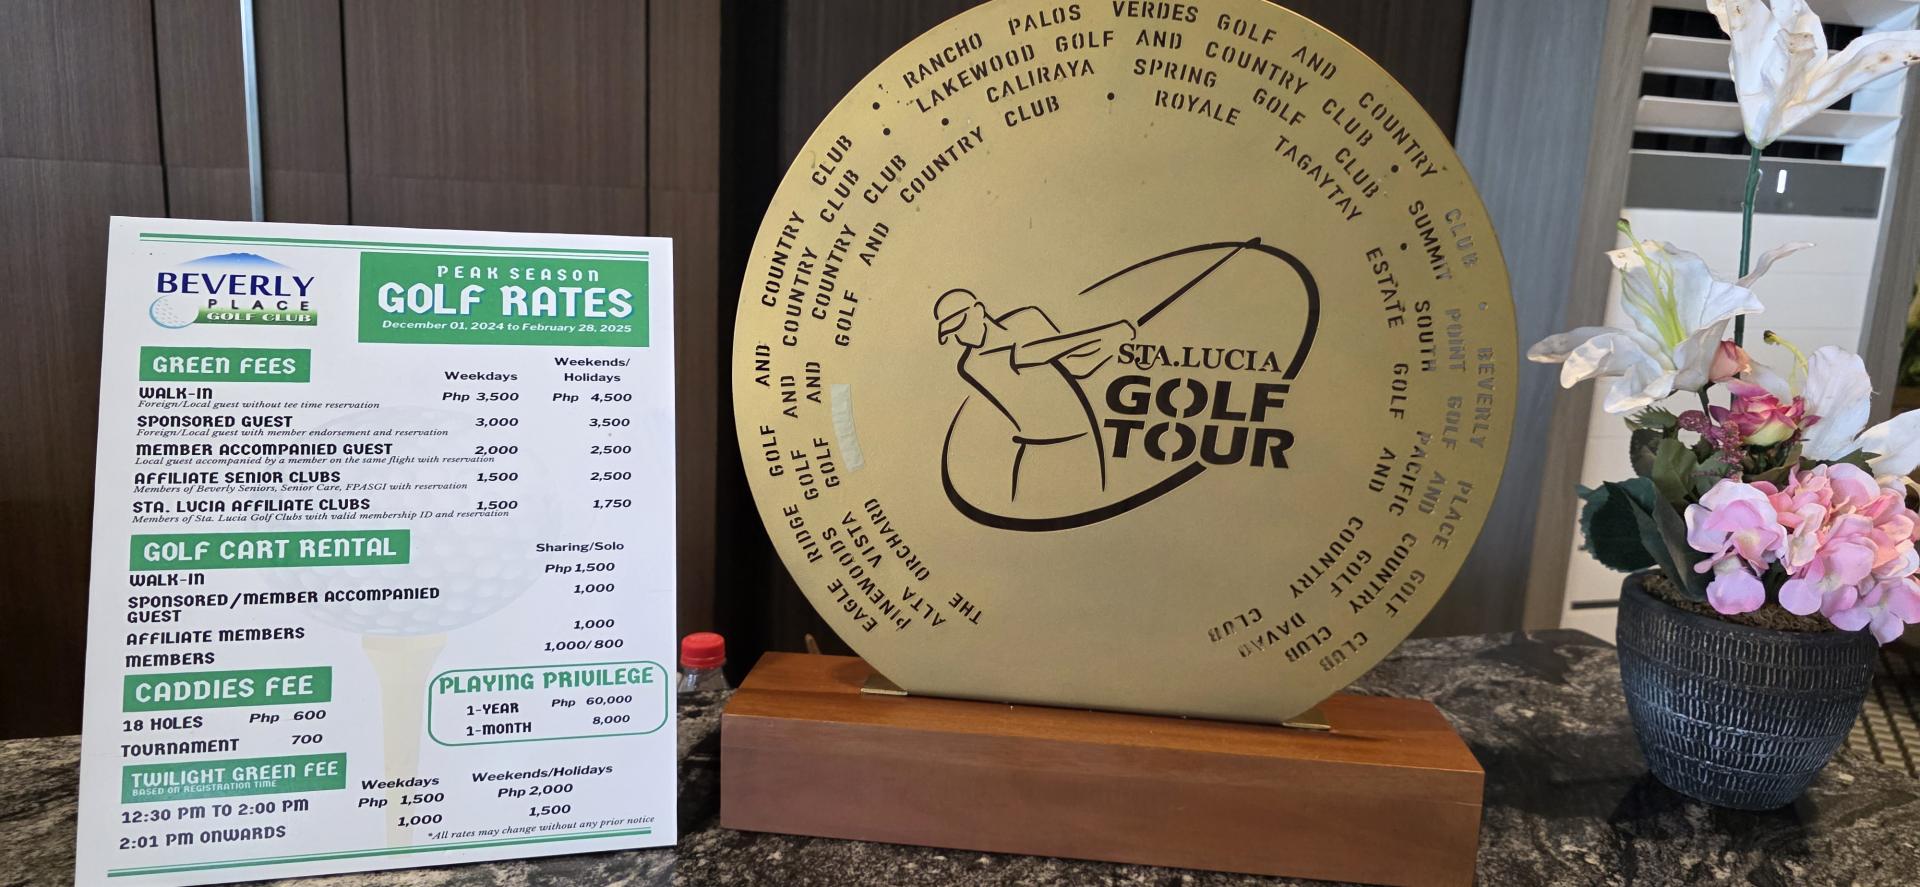 BEVERLY
PLACE
GOLF CLUB
PEAK SEASON
GOLF RATES
December 01, 2024 to February 28, 2025
GREEN FEES
Weekdays Weekends/
Holidays
WALK-IN Php 3,500 Php 4,500
Foreign/Local guest without tee time reservation
SPONSORED GUEST 3,000 3,500
Foreign/Local guest with member endorsement and reservation
MEMBER ACCOMPANIED GUEST 2,000 2,500
Local guest accompanied by a member on the same flight with reservation
AFFILIATE SENIOR CLUBS 1,500 2,500
Members of Beverly Seniors, Senior Care, FPASGI with reservation
STA. LUCIA AFFILIATE CLUBS 1,500 1,750
Members of Sta. Lucia Golf Clubs with valid membership ID and reservation
GOLF CART RENTAL Sharing/Solo
WALK-IN Php 1,500
SPONSORED/MEMBER ACCOMPANIED 1,000
GUEST
AFFILIATE MEMBERS 1,000
MEMBERS 1,000/800
CADDIES FEE
18 HOLES Php 600
TOURNAMENT 700
PLAYING PRIVILEGE
1-YEAR Php 60,000
1-MONTH 8,000
TWILIGHT GREEN FEE
BASED ON REGISTRATION TIME
Weekdays Weekends/Holidays
12:30 PM TO 2:00 PM Php 1,500 Php 2,000
2:01 PM ONWARDS 1,000 1,500
*All rates may change without any prior notice
EAGLE RIDGE GOLF AND COUNTRY CLUB • RANCHO PALOS VERDES GOLF AND COUNTRY CLUB • BEVERLY PLACE GOLF CLUB
PINEWOODS GOLF AND COUNTRY CLUB • LAKEWOOD GOLF AND COUNTRY CLUB • SUMMIT POINT GOLF AND COUNTRY CLUB
ALTA VISTA GOLF AND COUNTRY CLUB • CALIRAYA SPRING GOLF CLUB • SOUTH PACIFIC GOLF DAVAO
THE ORCHARD GOLF AND COUNTRY CLUB • ROYALE TAGAYTAY ESTATE GOLF AND COUNTRY CLUB
STA.LUCIA
GOLF
TOUR